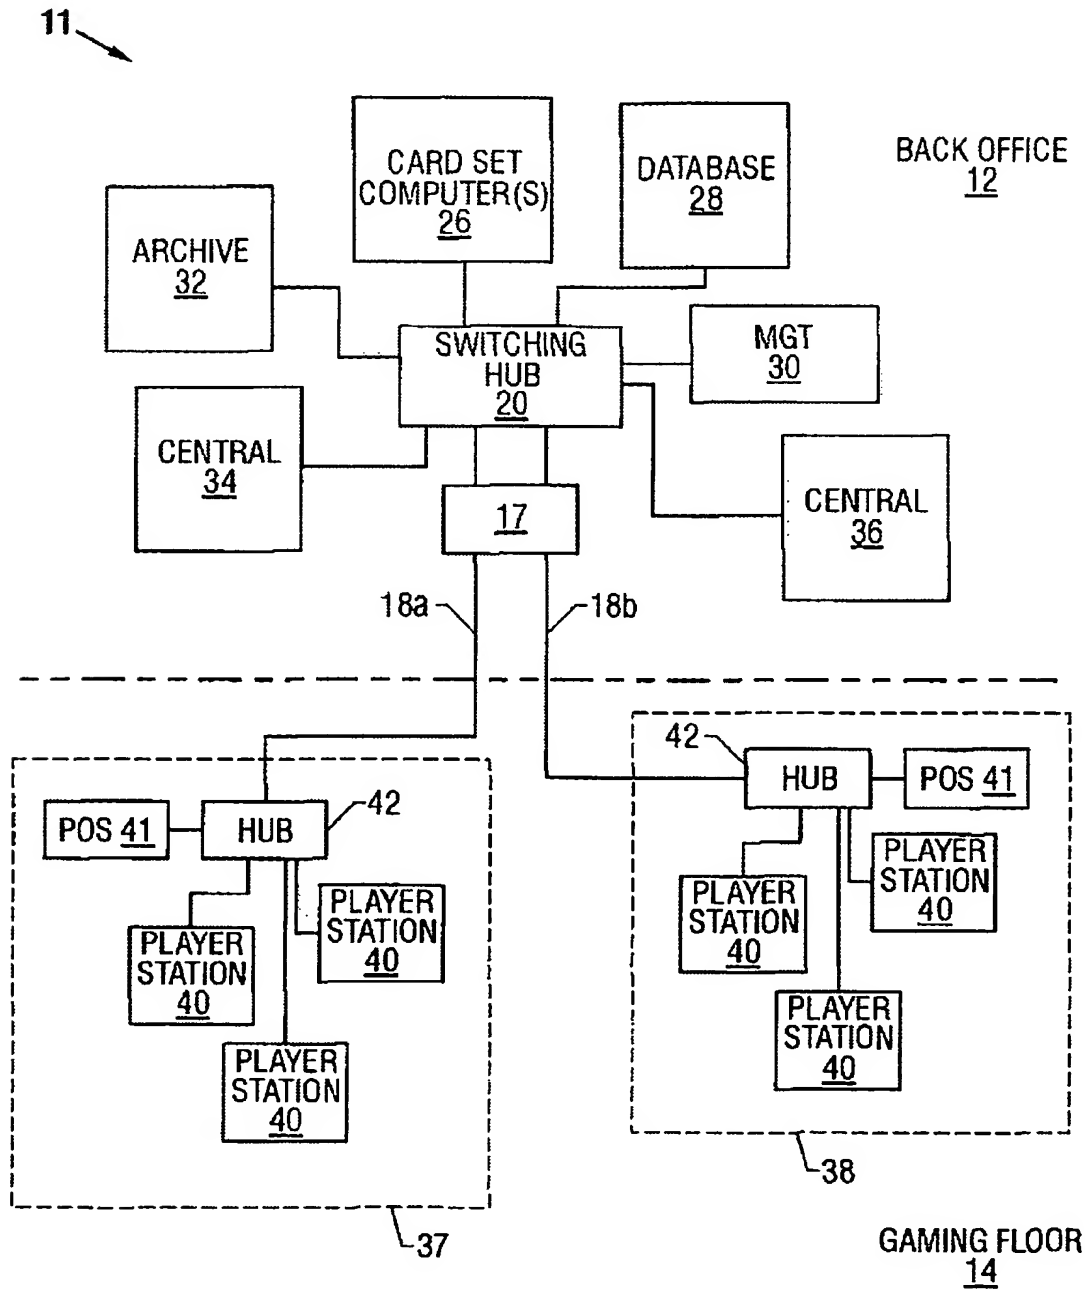 11
CARD SET
COMPUTER(S)
26
DATABASE
28
BACK OFFICE
12
ARCHIVE
32
SWITCHING
HUB
20
MGT
30
CENTRAL
34
17
CENTRAL
36
18a
18b
42
HUB
POS 41
PLAYER
STATION
40
PLAYER
STATION
40
PLAYER
STATION
40
38
POS 41
HUB
42
PLAYER
STATION
40
PLAYER
STATION
40
PLAYER
STATION
40
37
GAMING FLOOR
14